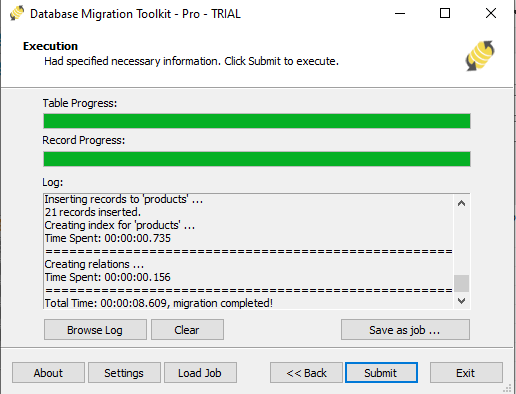 Database Migration Toolkit - Pro - TRIAL
Execution
Had specified necessary information. Click Submit to execute.
Table Progress:
Record Progress:
Log:
Inserting records to 'products' ...
21 records inserted.
Creating index for 'products' ...
Time Spent: 00:00:00.735
====================================================
Creating relations ...
Time Spent: 00:00:00.156
====================================================
Total Time: 00:00:08.609, migration completed!
Browse Log Clear Save as job ...
About Settings Load Job << Back Submit Exit